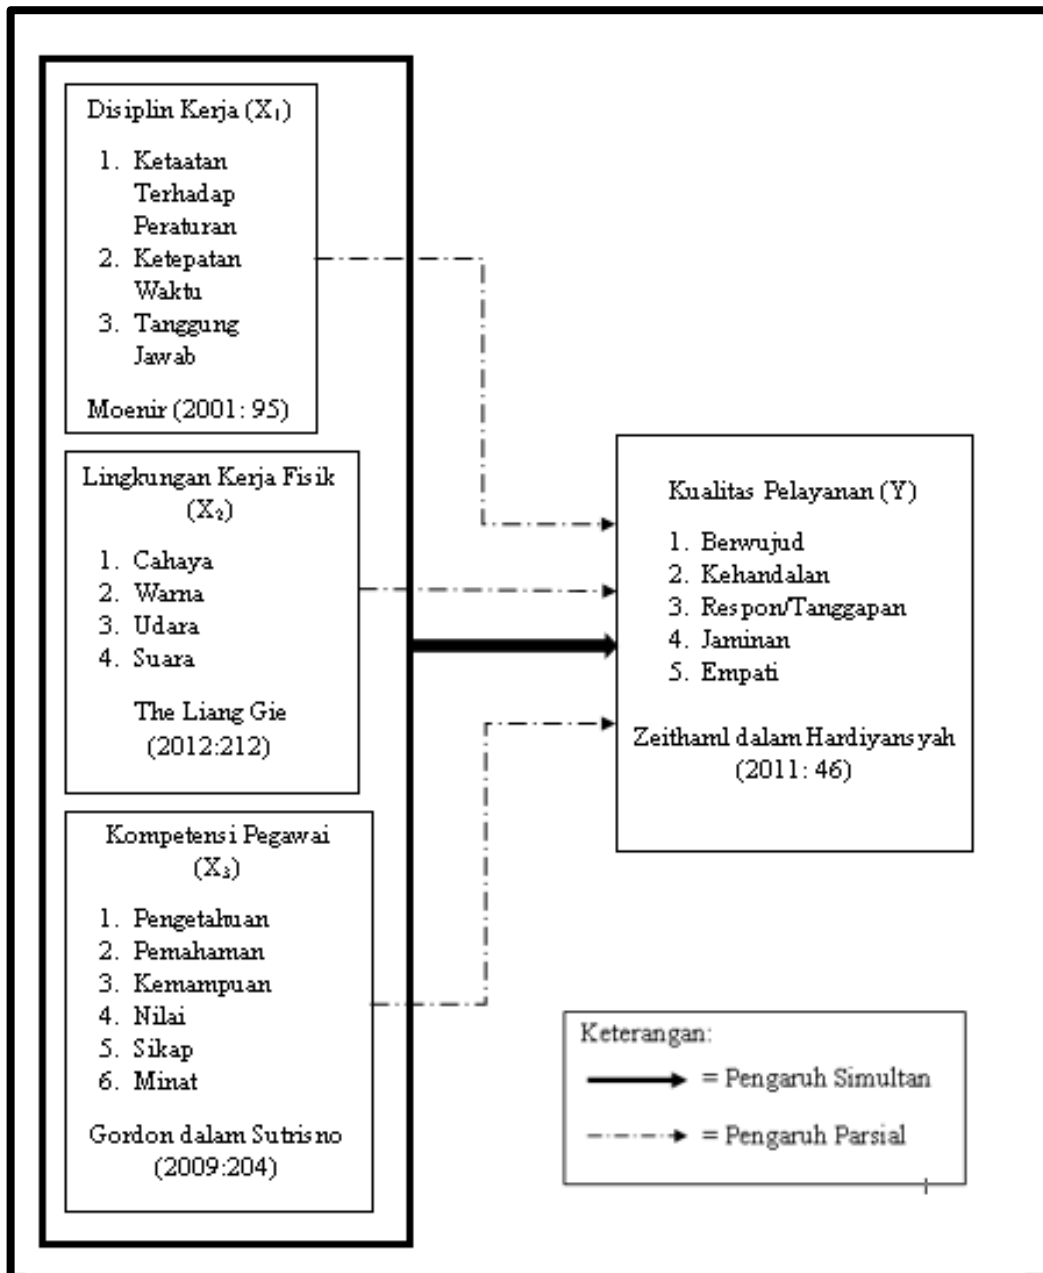 Disiplin Kerja (X₁)
1. Ketaatan
Terhadap
Peraturan
2. Ketepatan
Waktu
3. Tanggung
Jawab
Moenir (2001: 95)
Lingkungan Kerja Fisik
(X₂)
1. Cahaya
2. Warna
3. Udara
4. Suara
The Liang Gie
(2012:212)
Kompetensi Pegawai
(X₃)
1. Pengetahuan
2. Pemahaman
3. Kemampuan
4. Nilai
5. Sikap
6. Minat
Gordon dalam Sutrisno
(2009:204)
Kualitas Pelayanan (Y)
1. Berwujud
2. Kehandalan
3. Respon/Tanggapan
4. Jaminan
5. Empati
Zeithaml dalam Hardiyansyah
(2011: 46)
Keterangan:
= Pengaruh Simultan
= Pengaruh Parsial